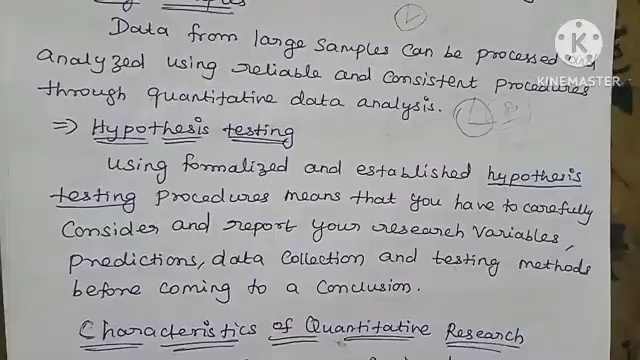 Samples
Data from large samples can be processed and
analyzed using reliable and consistent procedures
through quantitative data analysis.
⇒ Hypothesis testing
Using formalized and established hypothesis
testing procedures means that you have to carefully
consider and report your research variables,
predictions, data collection and testing methods
before coming to a conclusion.
Characteristics of Quantitative Research
KINEMASTER